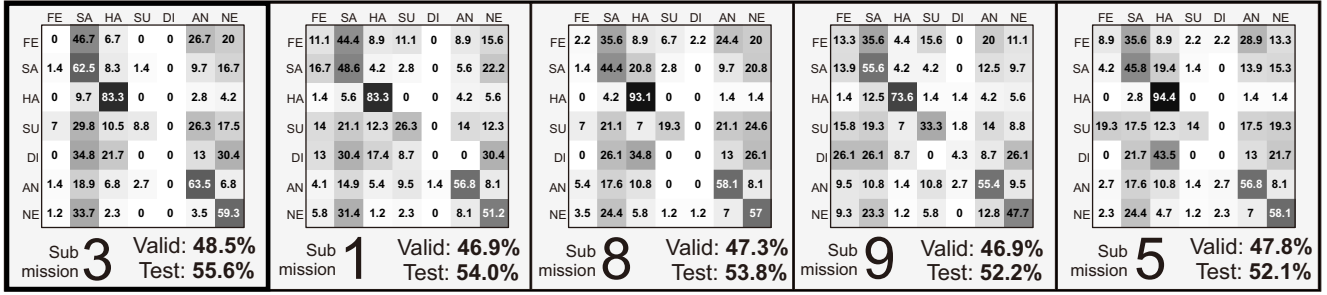 FE SA HA SU DI AN NE
FE 0 46.7 6.7 0 0 26.7 20
SA 1.4 62.5 8.3 1.4 0 9.7 16.7
HA 0 9.7 83.3 0 0 2.8 4.2
SU 7 29.8 10.5 8.8 0 26.3 17.5
DI 0 34.8 21.7 0 0 13 30.4
AN 1.4 18.9 6.8 2.7 0 63.5 6.8
NE 1.2 33.7 2.3 0 0 3.5 59.3
Sub mission 3
Valid: 48.5%
Test: 55.6%
FE SA HA SU DI AN NE
FE 11.1 44.4 8.9 11.1 0 8.9 15.6
SA 16.7 48.6 4.2 2.8 0 5.6 22.2
HA 1.4 5.6 83.3 0 0 4.2 5.6
SU 14 21.1 12.3 26.3 0 14 12.3
DI 13 30.4 17.4 8.7 0 0 30.4
AN 4.1 14.9 5.4 9.5 1.4 56.8 8.1
NE 5.8 31.4 1.2 2.3 0 8.1 51.2
Sub mission 1
Valid: 46.9%
Test: 54.0%
FE SA HA SU DI AN NE
FE 2.2 35.6 8.9 6.7 2.2 24.4 20
SA 1.4 44.4 20.8 2.8 0 9.7 20.8
HA 0 4.2 93.1 0 0 1.4 1.4
SU 7 21.1 7 19.3 0 21.1 24.6
DI 0 26.1 34.8 0 0 13 26.1
AN 5.4 17.6 10.8 0 0 58.1 8.1
NE 3.5 24.4 5.8 1.2 1.2 7 57
Sub mission 8
Valid: 47.3%
Test: 53.8%
FE SA HA SU DI AN NE
FE 13.3 35.6 4.4 15.6 0 20 11.1
SA 13.9 55.6 4.2 4.2 0 12.5 9.7
HA 1.4 12.5 73.6 1.4 1.4 4.2 5.6
SU 15.8 19.3 7 33.3 1.8 14 8.8
DI 26.1 26.1 8.7 0 4.3 8.7 26.1
AN 9.5 10.8 1.4 10.8 2.7 55.4 9.5
NE 9.3 23.3 1.2 5.8 0 12.8 47.7
Sub mission 9
Valid: 46.9%
Test: 52.2%
FE SA HA SU DI AN NE
FE 8.9 35.6 8.9 2.2 2.2 28.9 13.3
SA 4.2 45.8 19.4 1.4 0 13.9 15.3
HA 0 2.8 94.4 0 0 1.4 1.4
SU 19.3 17.5 12.3 14 0 17.5 19.3
DI 0 21.7 43.5 0 0 13 21.7
AN 2.7 17.6 10.8 1.4 2.7 56.8 8.1
NE 2.3 24.4 4.7 1.2 2.3 7 58.1
Sub mission 5
Valid: 47.8%
Test: 52.1%